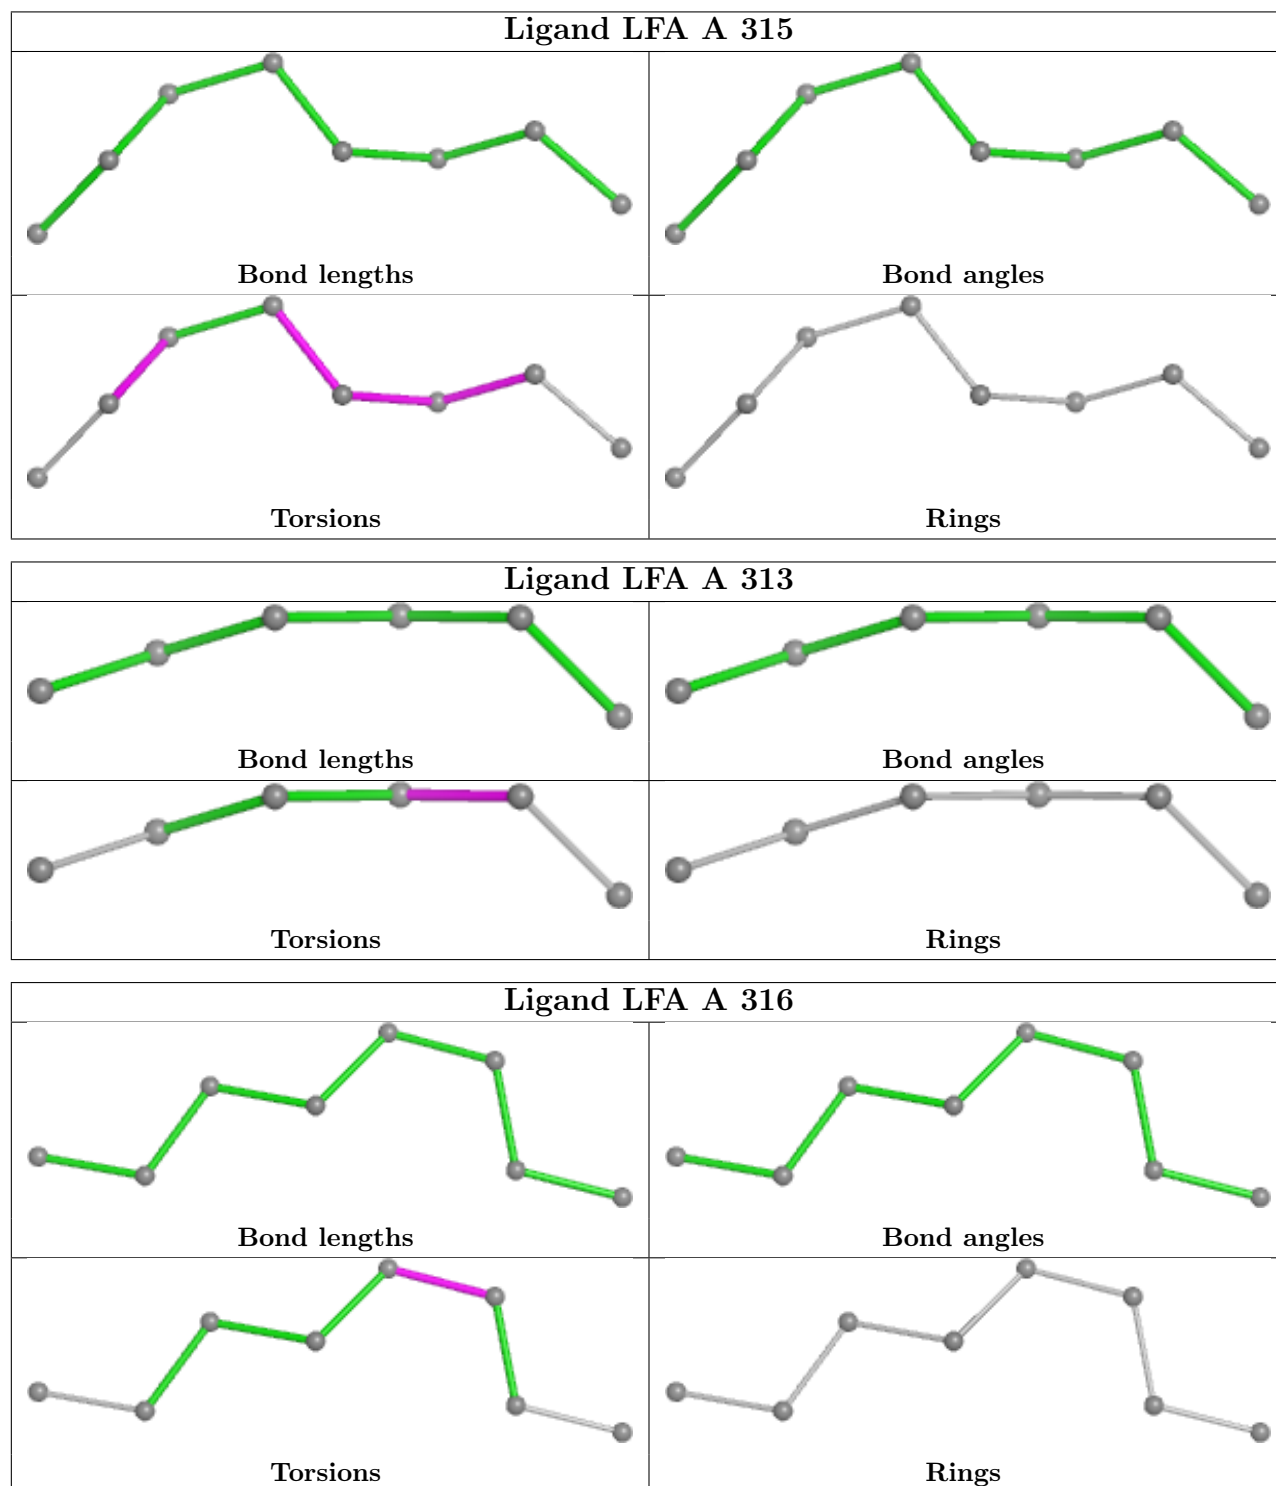 Ligand LFA A 315
Bond lengths
Bond angles
Torsions
Rings
Ligand LFA A 313
Bond lengths
Bond angles
Torsions
Rings
Ligand LFA A 316
Bond lengths
Bond angles
Torsions
Rings